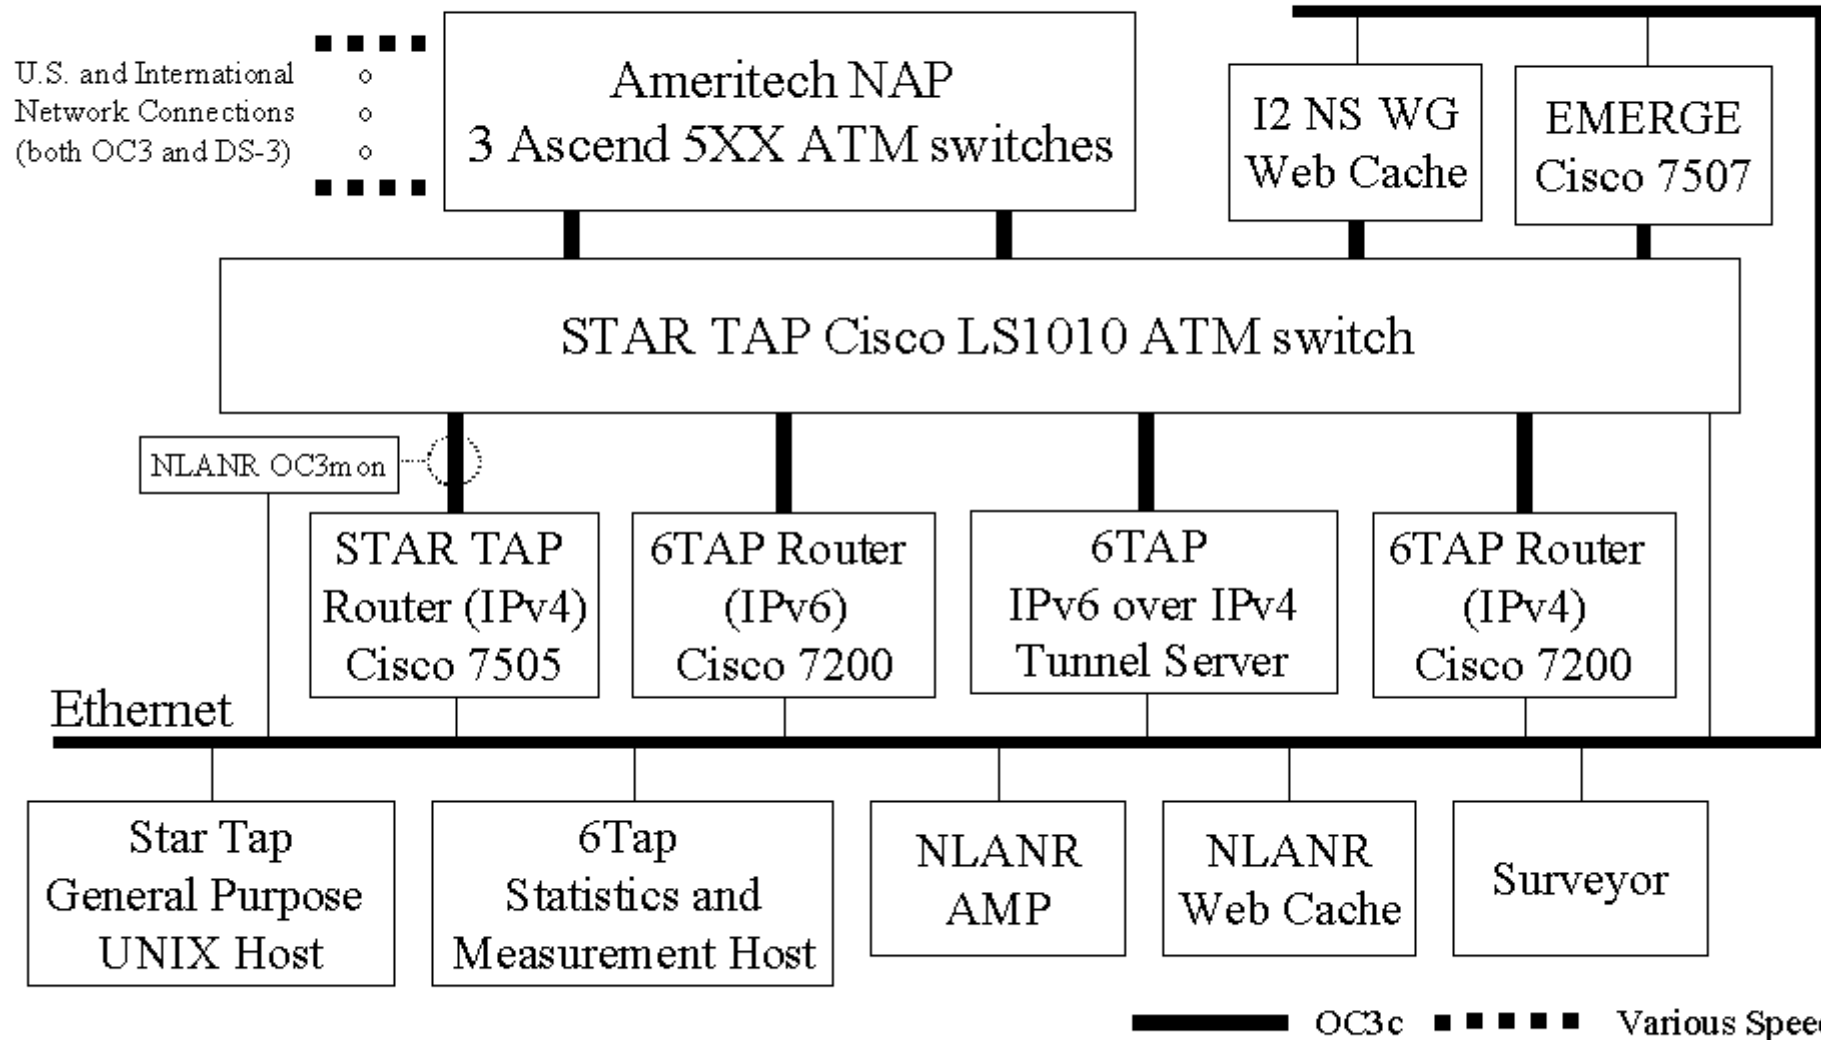 U.S. and International
Network Connections
(both OC3 and DS-3)
Ameritech NAP
3 Ascend 5XX ATM switches
I2 NS WG
Web Cache
EMERGE
Cisco 7507
STAR TAP Cisco LS1010 ATM switch
NLANR OC3mon
STAR TAP
Router (IPv4)
Cisco 7505
6TAP Router
(IPv6)
Cisco 7200
6TAP
IPv6 over IPv4
Tunnel Server
6TAP Router
(IPv4)
Cisco 7200
Ethernet
Star Tap
General Purpose
UNIX Host
6Tap
Statistics and
Measurement Host
NLANR
AMP
NLANR
Web Cache
Surveyor
OC3c
Various